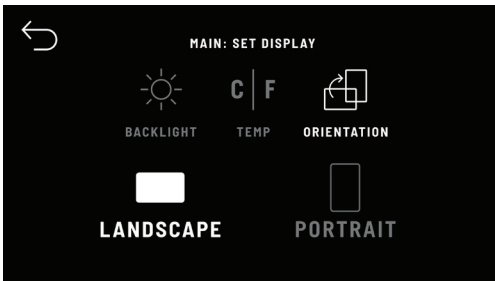 MAIN: SET DISPLAY
C | F
BACKLIGHT TEMP ORIENTATION
LANDSCAPE PORTRAIT